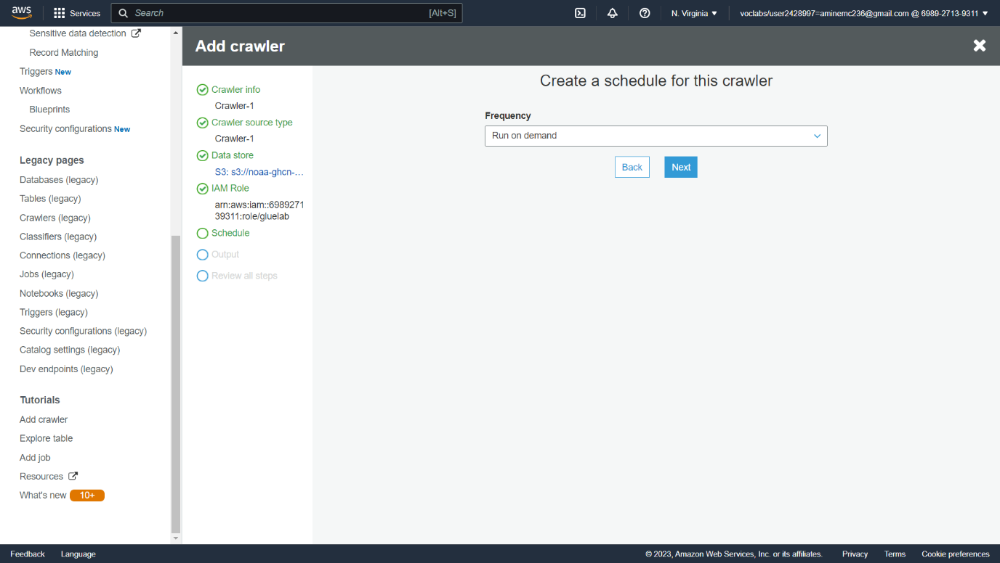 aws
Services
Search
[Alt+S]
N. Virginia
voclabs/user2428997=aminemc236@gmail.com @ 6989-2713-9311
Sensitive data detection
Record Matching
Triggers New
Workflows
Blueprints
Security configurations New
Legacy pages
Databases (legacy)
Tables (legacy)
Crawlers (legacy)
Classifiers (legacy)
Connections (legacy)
Jobs (legacy)
Notebooks (legacy)
Triggers (legacy)
Security configurations (legacy)
Catalog settings (legacy)
Dev endpoints (legacy)
Tutorials
Add crawler
Explore table
Add job
Resources
What's new 10+
Add crawler
Crawler info
Crawler-1
Crawler source type
Crawler-1
Data store
S3: s3://noaa-ghcn-...
IAM Role
arn:aws:iam::6989271
39311:role/gluelab
Schedule
Output
Review all steps
Create a schedule for this crawler
Frequency
Run on demand
Back
Next
Feedback
Language
© 2023, Amazon Web Services, Inc. or its affiliates.
Privacy
Terms
Cookie preferences